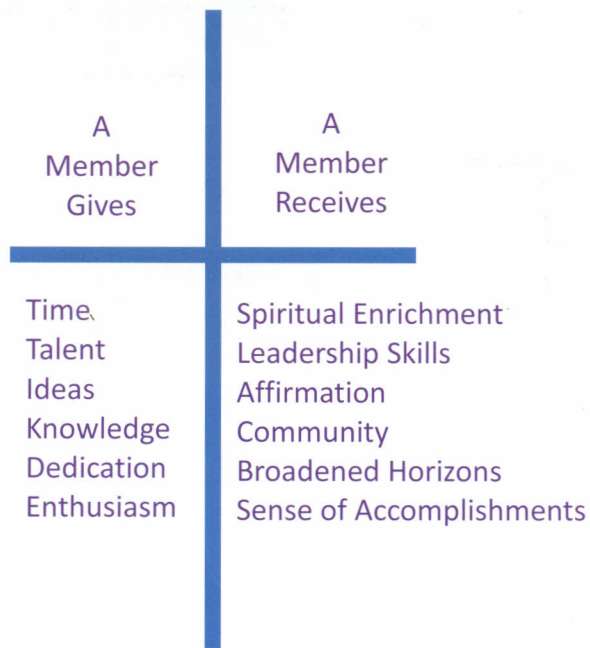 A
Member
Gives
A
Member
Receives
Time
Talent
Ideas
Knowledge
Dedication
Enthusiasm
Spiritual Enrichment
Leadership Skills
Affirmation
Community
Broadened Horizons
Sense of Accomplishments